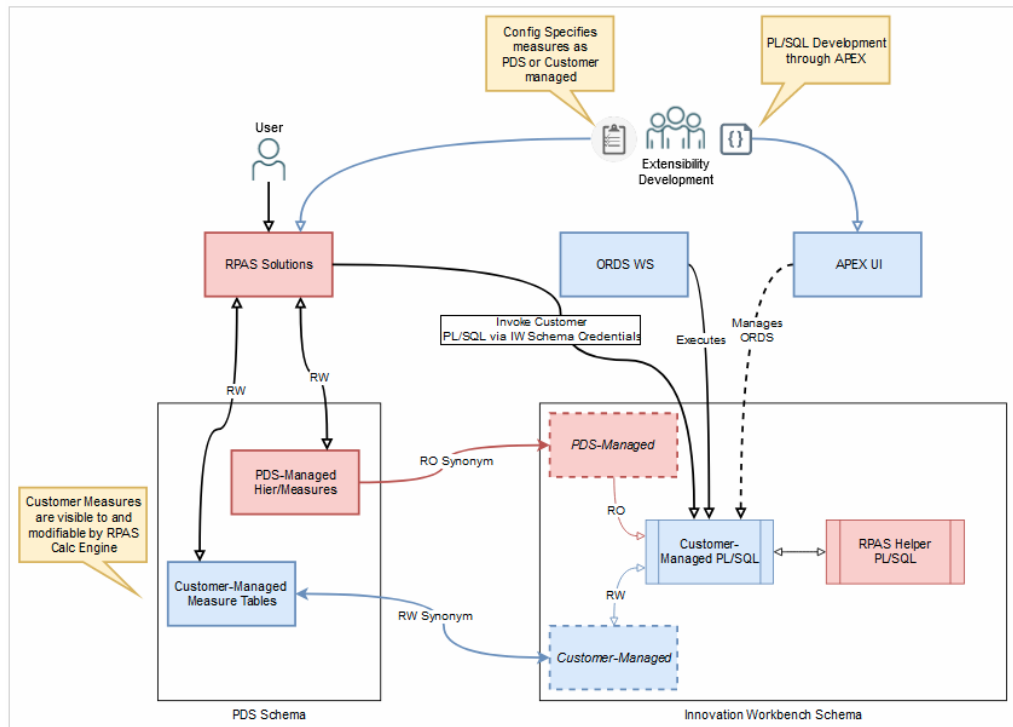 Config Specifies
measures as
PDS or Customer
managed
PL/SQL Development
through APEX
User
{}
Extensibility
Development
RPAS Solutions
ORDS WS
APEX UI
Invoke Customer
PL/SQL via IW Schema Credentials
Executes
Manages
ORDS
RW
RW
PDS-Managed
Hier/Measures
RO Synonym
PDS-Managed
RO
Customer Measures
are visible to and
modifiable by RPAS
Calc Engine
Customer-Managed
Measure Tables
Customer-
Managed PL/SQL
RPAS Helper
PL/SQL
RW
RW Synonym
Customer-Managed
PDS Schema
Innovation Workbench Schema